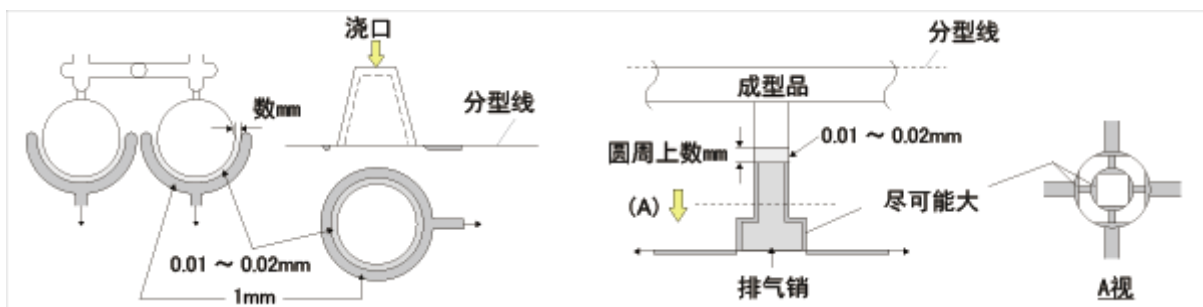 浇口
分型线
数mm
0.01 ～ 0.02mm
1mm
分型线
成型品
0.01 ～ 0.02mm
圆周上数mm
(A)
尽可能大
排气销
A视